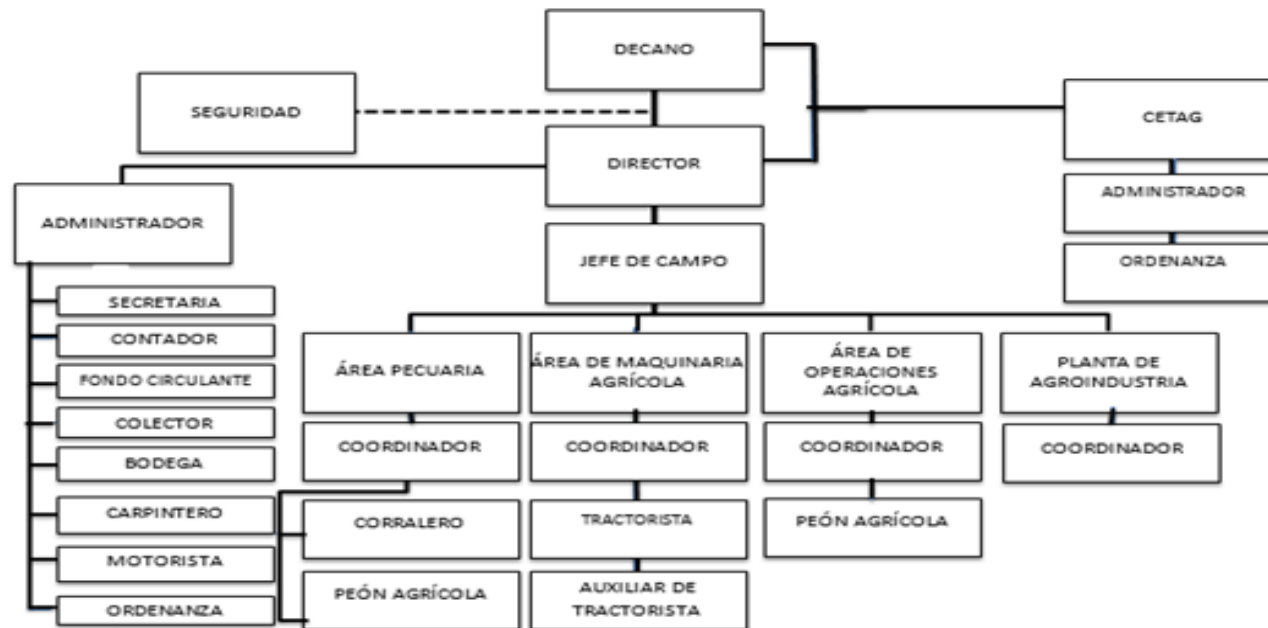 DECANO
SEGURIDAD
CETAG
DIRECTOR
ADMINISTRADOR
ADMINISTRADOR
JEFE DE CAMPO
ORDENANZA
SECRETARIA
CONTADOR
FONDO CIRCULANTE
COLECTOR
BODEGA
CARPINTERO
MOTORISTA
ORDENANZA
ÁREA PECUARIA
COORDINADOR
CORRALERO
PEÓN AGRÍCOLA
ÁREA DE MAQUINARIA
AGRÍCOLA
COORDINADOR
TRACTORISTA
AUXILIAR DE
TRACTORISTA
ÁREA DE
OPERACIONES
AGRÍCOLA
COORDINADOR
PEÓN AGRÍCOLA
PLANTA DE
AGROINDUSTRIA
COORDINADOR